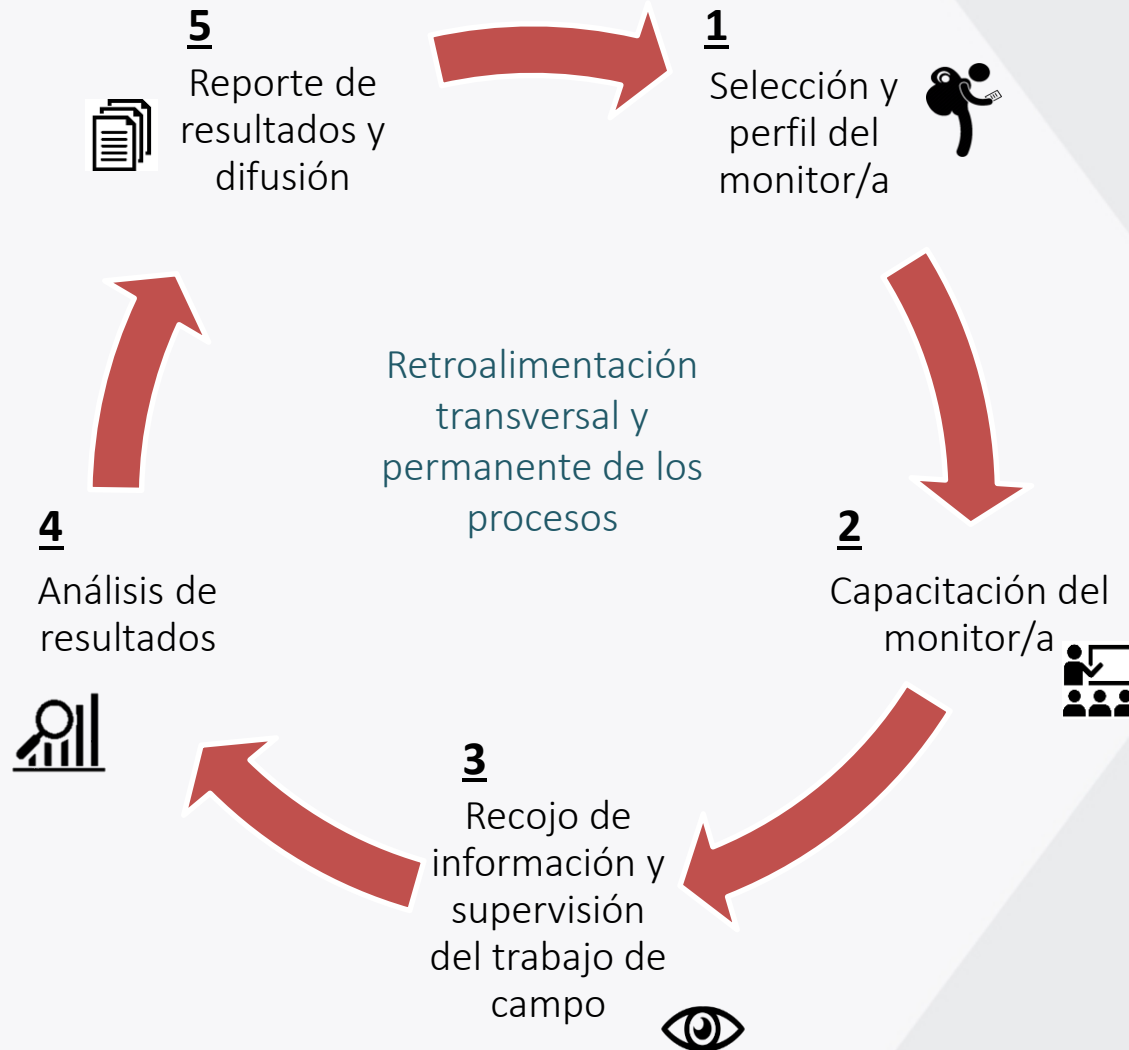 1
Selección y
perfil del
monitor/a
2
Capacitación del
monitor/a
3
Recojo de
información y
supervisión
del trabajo de
campo
4
Análisis de
resultados
5
Reporte de
resultados y
difusión
Retroalimentación
transversal y
permanente de los
procesos